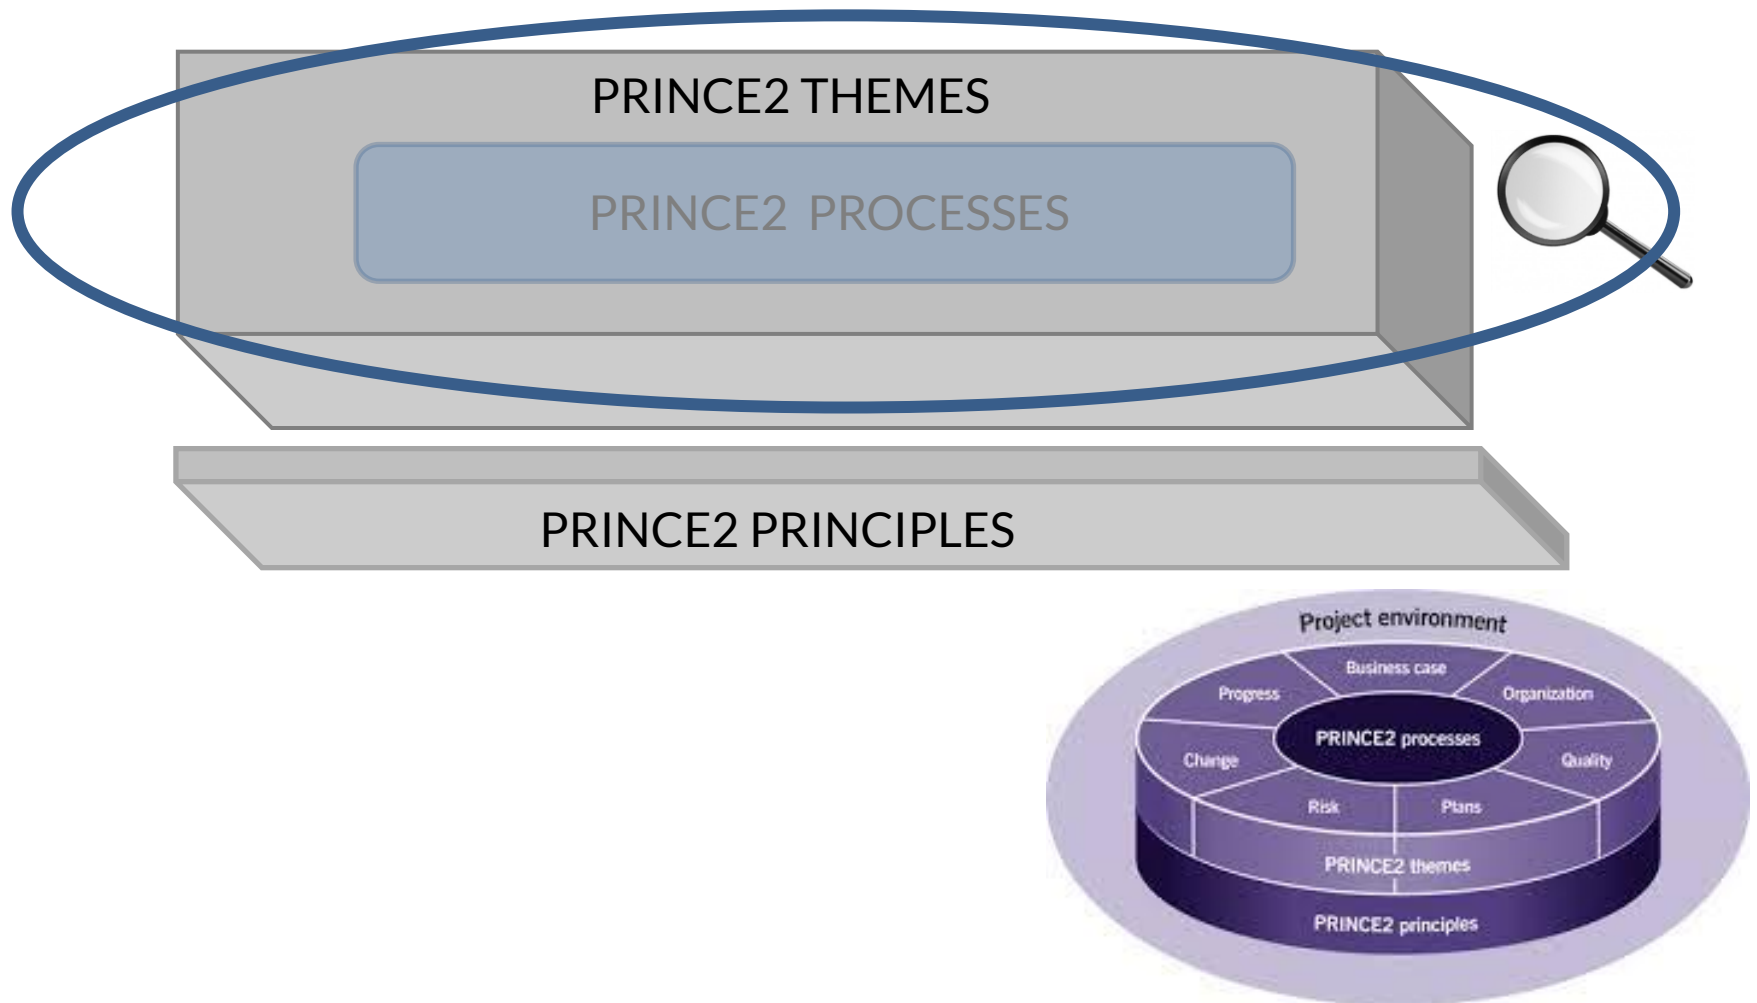 PRINCE2 THEMES
PRINCE2 PROCESSES
PRINCE2 PRINCIPLES
Project environment
Business case
Progress
Organization
PRINCE2 processes
Change
Quality
Risk
Plans
PRINCE2 themes
PRINCE2 principles